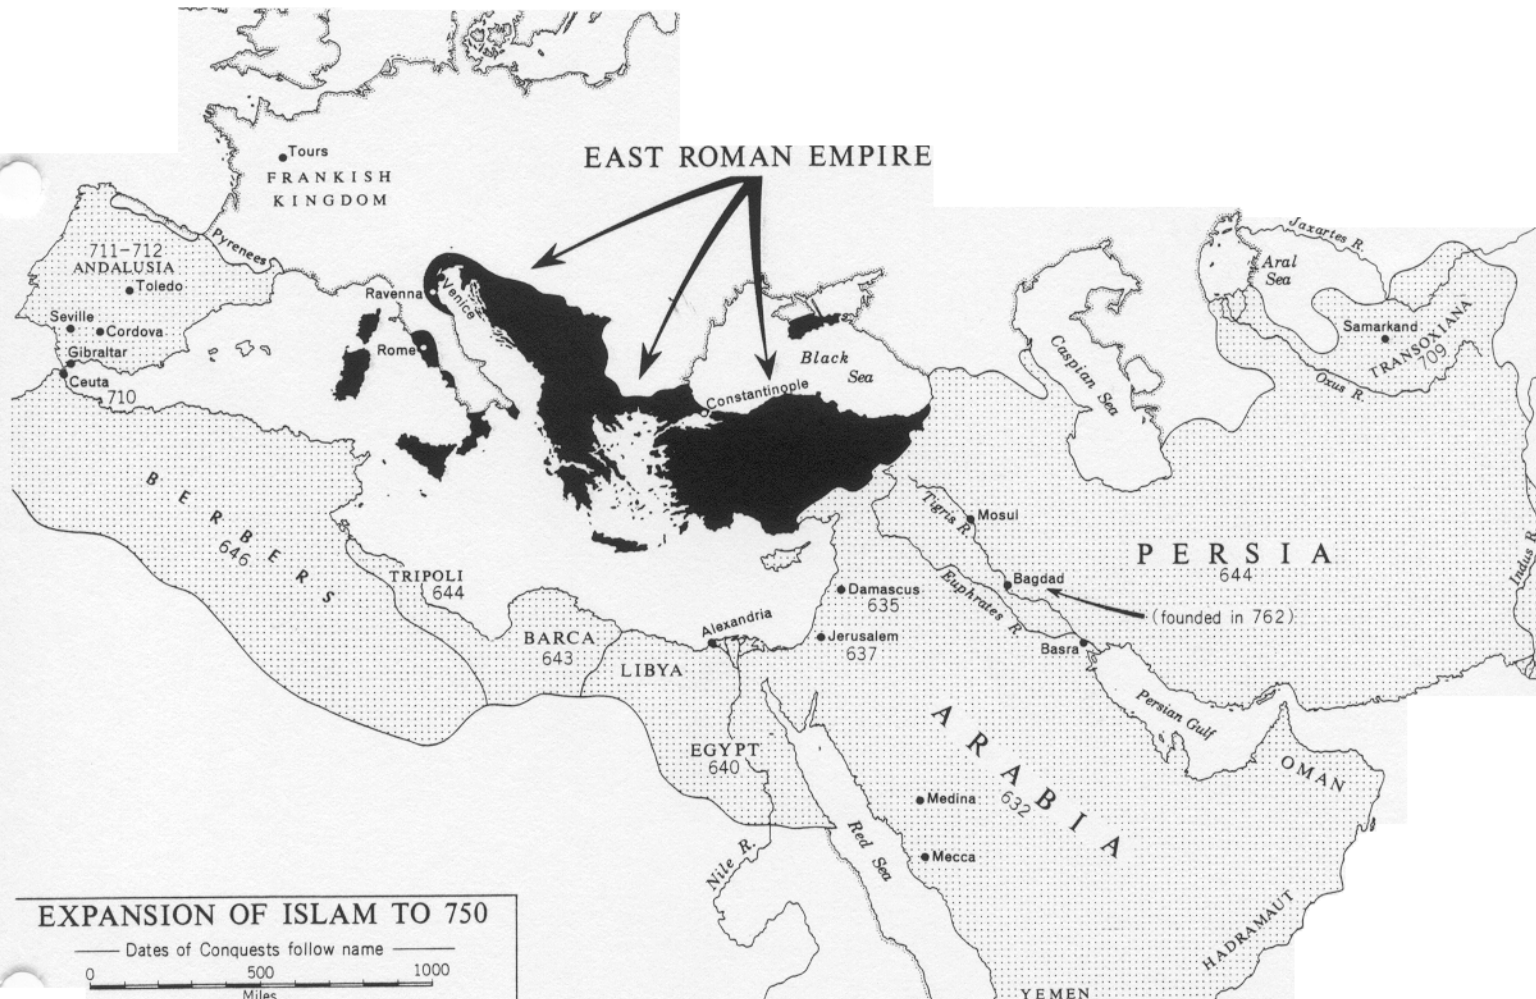 EAST ROMAN EMPIRE
Tours
FRANKISH
KINGDOM
Pyrenees
711-712
ANDALUSIA
Toledo
Seville
Cordova
Gibraltar
Ceuta
710
Ravenna
Venice
Rome
Black
Sea
Constantinople
Caspian Sea
Aral
Sea
Jaxartes R.
Samarkand
TRANSOXIANA
709
Oxus R.
Indus R.
BERBERS
646
TRIPOLI
644
BARCA
643
LIBYA
Alexandria
EGYPT
640
Nile R.
Red Sea
Damascus
635
Jerusalem
637
Tigris R.
Mosul
Bagdad
(founded in 762)
Euphrates R.
Basra
PERSIA
644
Persian Gulf
ARABIA
632
Medina
Mecca
OMAN
HADRAMAUT
YEMEN
EXPANSION OF ISLAM TO 750
Dates of Conquests follow name
0 500 1000
Miles